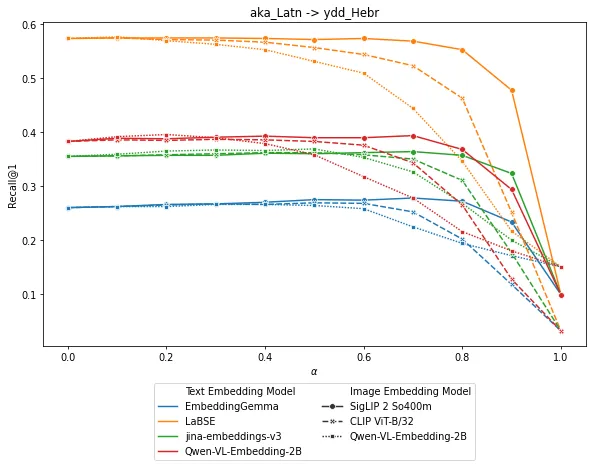 aka_Latn -> ydd_Hebr
Recall@1
0.6
0.5
0.4
0.3
0.2
0.1
0.0 0.2 0.4 0.6 0.8 1.0
α
Text Embedding Model Image Embedding Model
EmbeddingGemma SigLIP 2 So400m
LaBSE CLIP ViT-B/32
jina-embeddings-v3 Qwen-VL-Embedding-2B
Qwen-VL-Embedding-2B